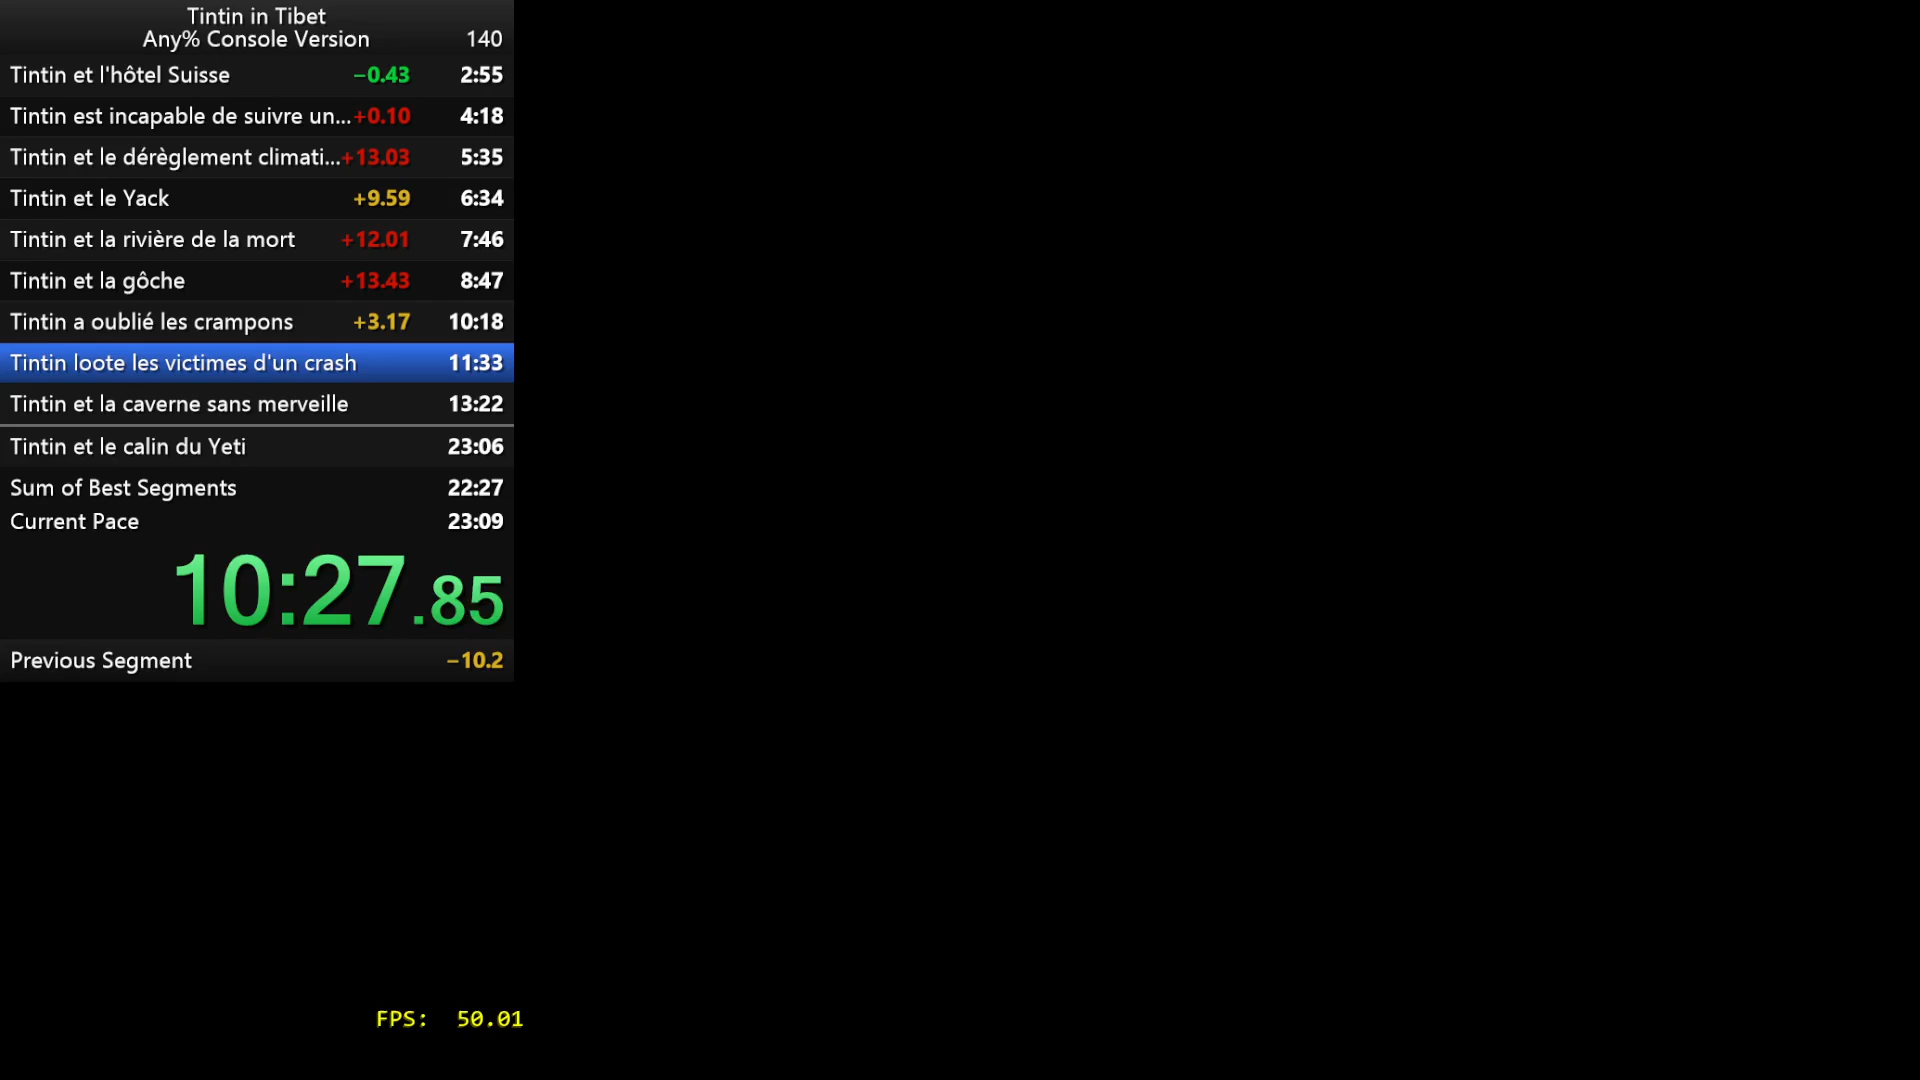 Tintin in Tibet
Any% Console Version 140
Tintin et l'hôtel Suisse −0.43 2:55
Tintin est incapable de suivre un... +0.10 4:18
Tintin et le dérèglement climati... +13.03 5:35
Tintin et le Yack +9.59 6:34
Tintin et la rivière de la mort +12.01 7:46
Tintin et la gôche +13.43 8:47
Tintin a oublié les crampons +3.17 10:18
Tintin loote les victimes d'un crash 11:33
Tintin et la caverne sans merveille 13:22
Tintin et le calin du Yeti 23:06
Sum of Best Segments 22:27
Current Pace 23:09
10:27.85
Previous Segment −10.2
FPS: 50.01